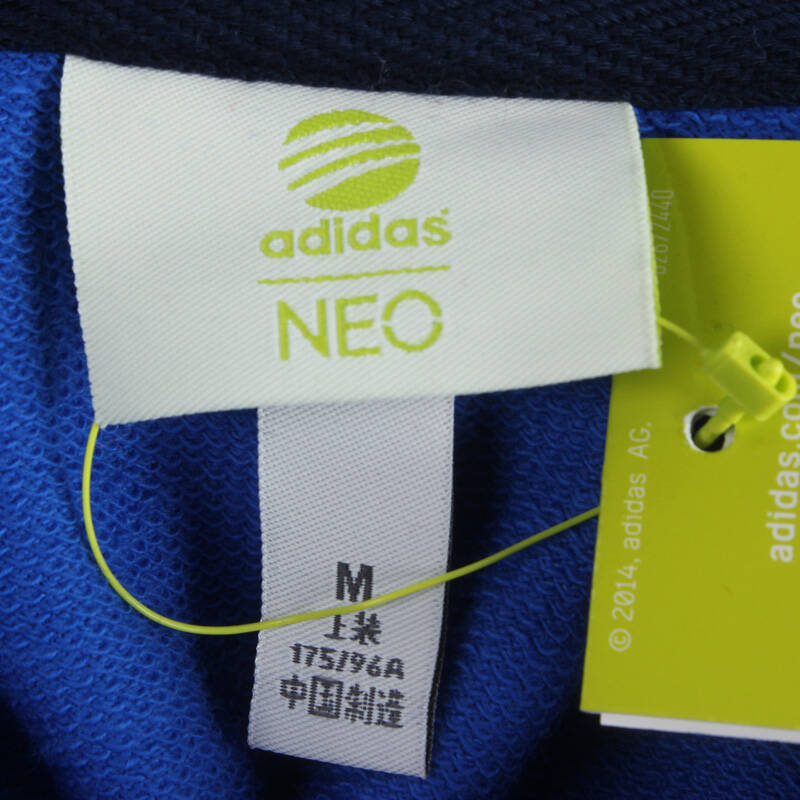 adidas
NEO
M
上装
175/96A
中国制造
© 2014, adidas AG.
adidas.com/neo